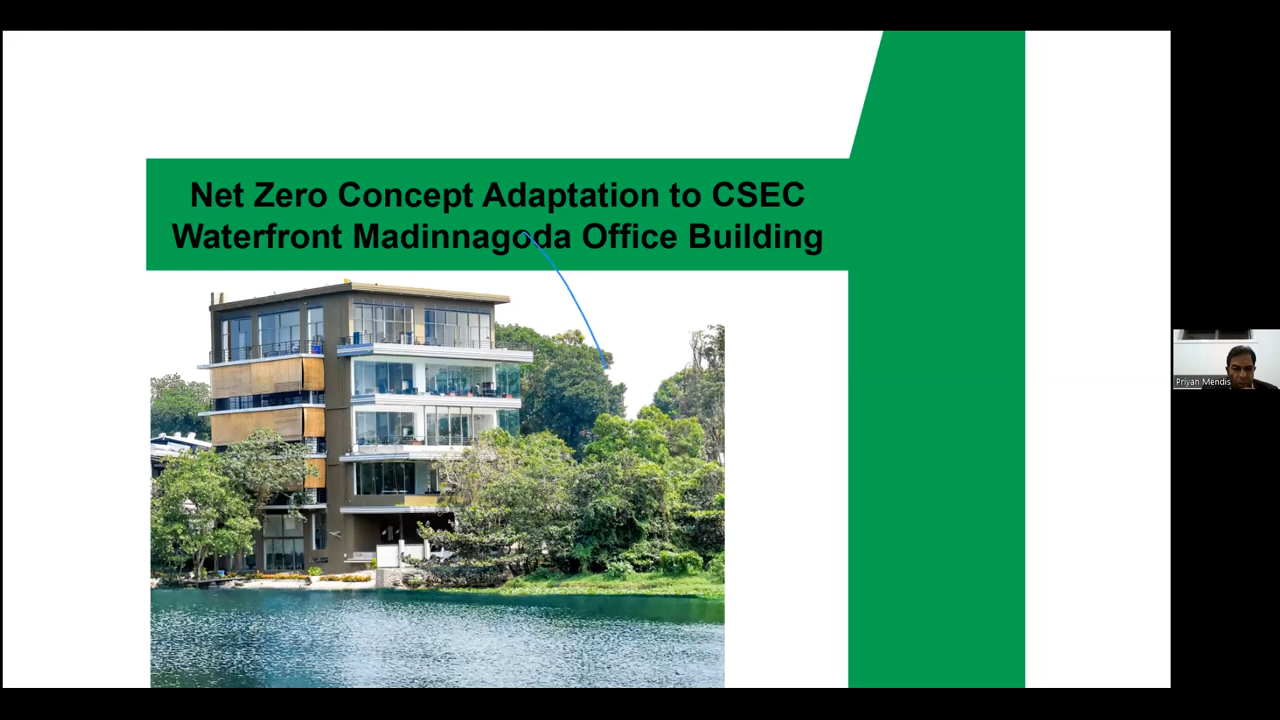 Net Zero Concept Adaptation to CSEC
Waterfront Madinnagoda Office Building
Priyan Mendis